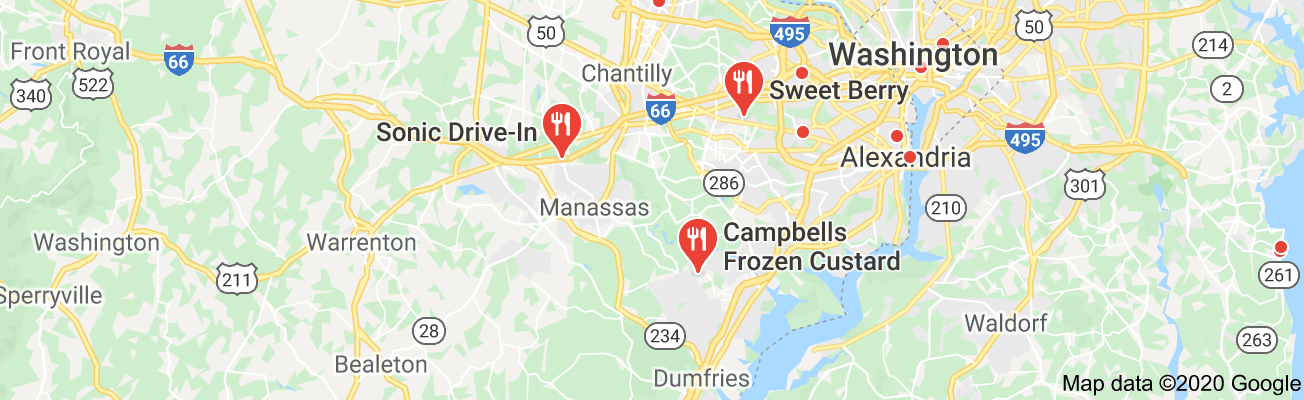 50
495
50
Front Royal
66
Washington
214
522
Chantilly
340
Sweet Berry
2
66
Sonic Drive-In
495
Alexandria
286
301
Manassas
210
Washington
Warrenton
Campbells
Frozen Custard
211
261
Sperryville
Waldorf
28
234
263
Bealeton
Dumfries
Map data ©2020 Google